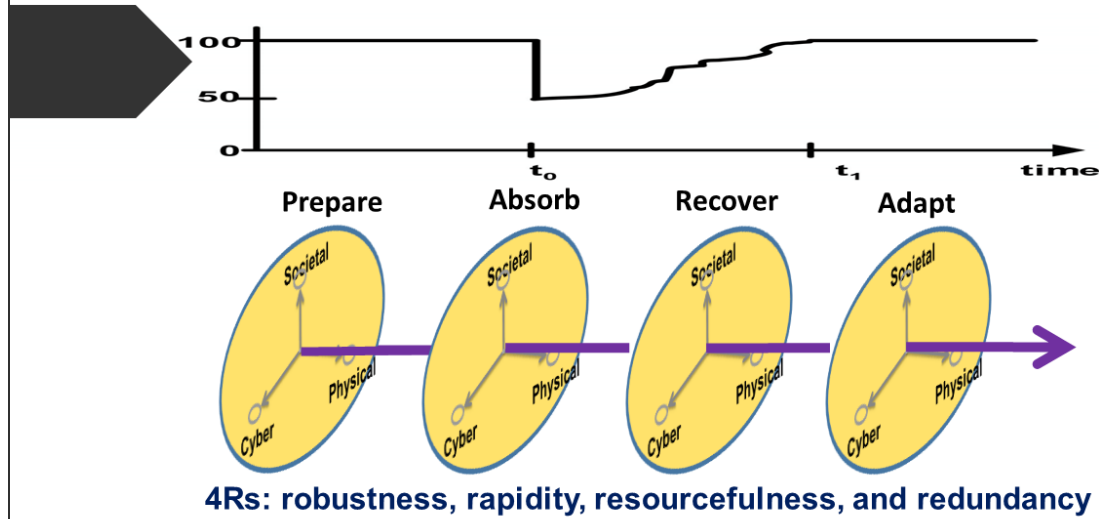 100
50
0
t₀
t₁
time
Prepare
Absorb
Recover
Adapt
Societal
Physical
Cyber
Societal
Physical
Cyber
Societal
Physical
Cyber
Societal
Physical
Cyber
4Rs: robustness, rapidity, resourcefulness, and redundancy